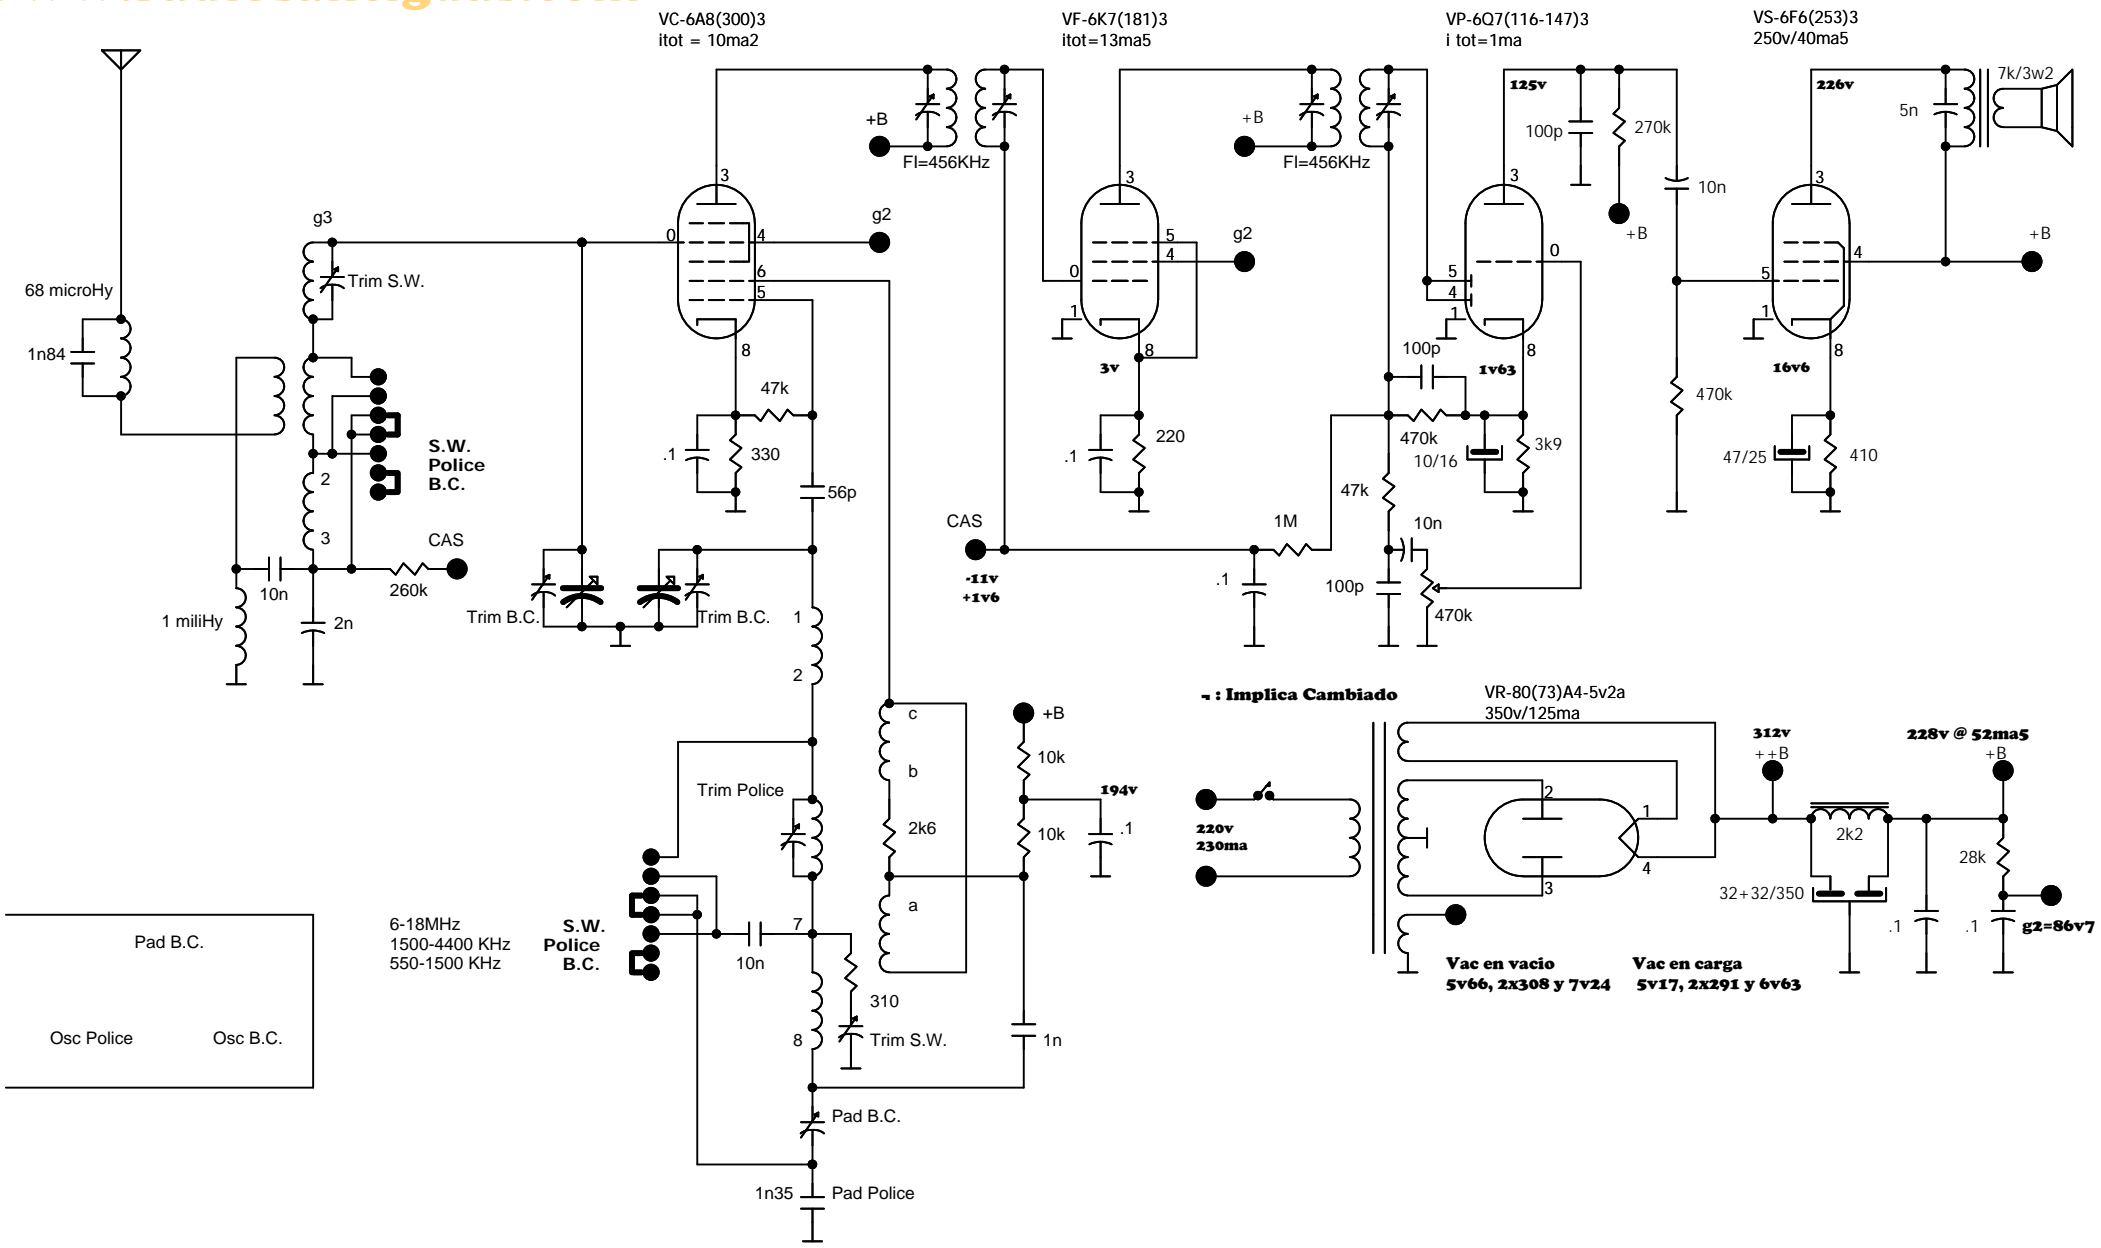 VC-6A8(300)3
itot = 10ma2
VF-6K7(181)3
itot=13ma5
VP-6Q7(116-147)3
i tot=1ma
VS-6F6(253)3
250v/40ma5
7k/3w2
5n
125v
226v
100p
270k
+B
+B
FI=456KHz
FI=456KHz
3
3
3
3
10n
g3
g2
g2
+B
+B
0
4
6
5
5
4
0
1
0
5
4
1
5
4
1
Trim S.W.
68 microHy
1n84
8
8
8
8
3v
1v63
16v6
100p
47k
470k
.1
330
.1
220
470k
10/16
3k9
47/25
410
S.W.
Police
B.C.
2
3
56p
47k
CAS
CAS
1M
10n
-11v
+1v6
.1
100p
470k
10n
260k
1 miliHy
2n
Trim B.C.
Trim B.C.
1
2
¬ : Implica Cambiado
VR-80(73)A4-5v2a
350v/125ma
c
b
+B
10k
194v
2k6
10k
.1
a
Trim Police
312v
++B
228v @ 52ma5
+B
220v
230ma
2
1
3
4
2k2
28k
32+32/350
.1
.1
g2=86v7
Vac en vacio
5v66, 2x308 y 7v24
Vac en carga
5v17, 2x291 y 6v63
6-18MHz
1500-4400 KHz
550-1500 KHz
S.W.
Police
B.C.
7
10n
310
8
Trim S.W.
1n
Pad B.C.
Osc Police
Osc B.C.
Pad B.C.
1n35
Pad Police